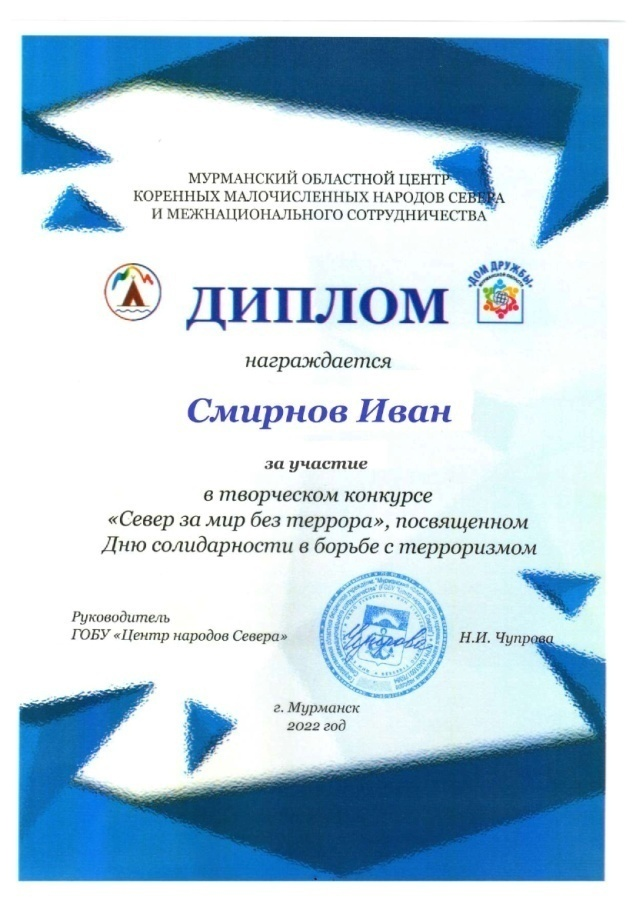 МУРМАНСКИЙ ОБЛАСТНОЙ ЦЕНТР
КОРЕННЫХ МАЛОЧИСЛЕННЫХ НАРОДОВ СЕВЕРА
И МЕЖНАЦИОНАЛЬНОГО СОТРУДНИЧЕСТВА
«ДОМ ДРУЖБЫ»
МУРМАНСКОЙ ОБЛАСТИ
ДИПЛОМ
награждается
Смирнов Иван
за участие
в творческом конкурсе
«Север за мир без террора», посвященном
Дню солидарности в борьбе с терроризмом
Руководитель
ГОБУ «Центр народов Севера»
Н.И. Чупрова
г. Мурманск
2022 год